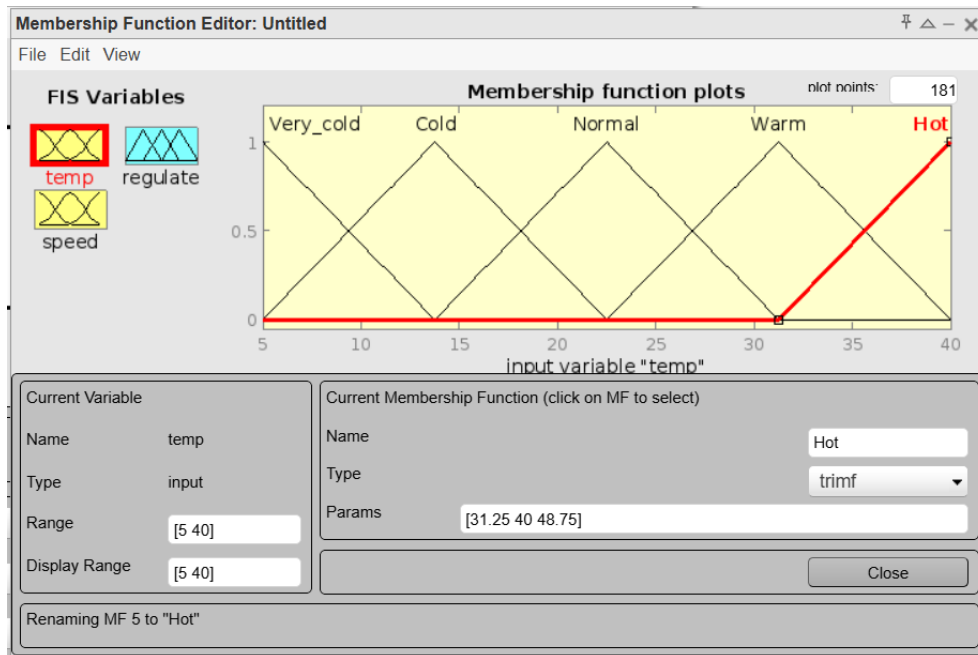 Membership Function Editor: Untitled
File Edit View
FIS Variables
temp
regulate
speed
Membership function plots
plot points:
181
Very_cold Cold Normal Warm Hot
1
0.5
0
5 10 15 20 25 30 35 40
input variable "temp"
Current Variable
Name temp
Type input
Range [5 40]
Display Range [5 40]
Current Membership Function (click on MF to select)
Name Hot
Type trimf
Params [31.25 40 48.75]
Close
Renaming MF 5 to "Hot"